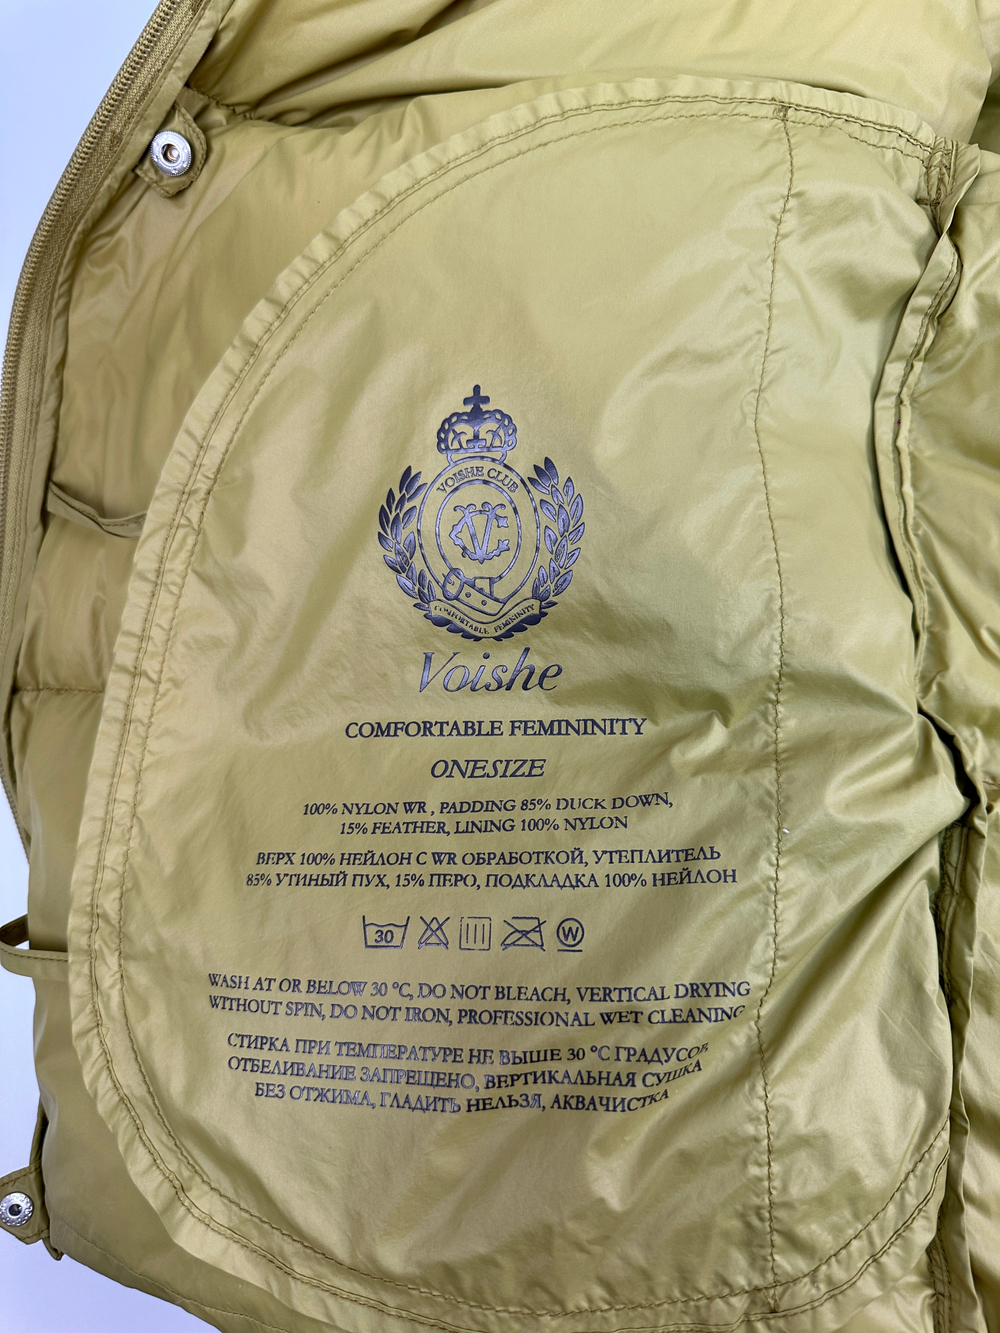 VOISHE CLUB
VC
COMFORTABLE FEMININITY
Voishe
COMFORTABLE FEMININITY
ONESIZE
100% NYLON WR, PADDING 85% DUCK DOWN,
15% FEATHER, LINING 100% NYLON
ВЕРХ 100% НЕЙЛОН С WR ОБРАБОТКОЙ, УТЕПЛИТЕЛЬ
85% УТИНЫЙ ПУХ, 15% ПЕРО, ПОДКЛАДКА 100% НЕЙЛОН
30 W
WASH AT OR BELOW 30 °C, DO NOT BLEACH, VERTICAL DRYING
WITHOUT SPIN, DO NOT IRON, PROFESSIONAL WET CLEANING
СТИРКА ПРИ ТЕМПЕРАТУРЕ НЕ ВЫШЕ 30 °C ГРАДУСОВ
ОТБЕЛИВАНИЕ ЗАПРЕЩЕНО, ВЕРТИКАЛЬНАЯ СУШКА
БЕЗ ОТЖИМА, ГЛАДИТЬ НЕЛЬЗЯ, АКВАЧИСТКА